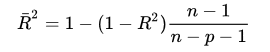 R̄² = 1 − (1 − R²) (n − 1)/(n − p − 1)